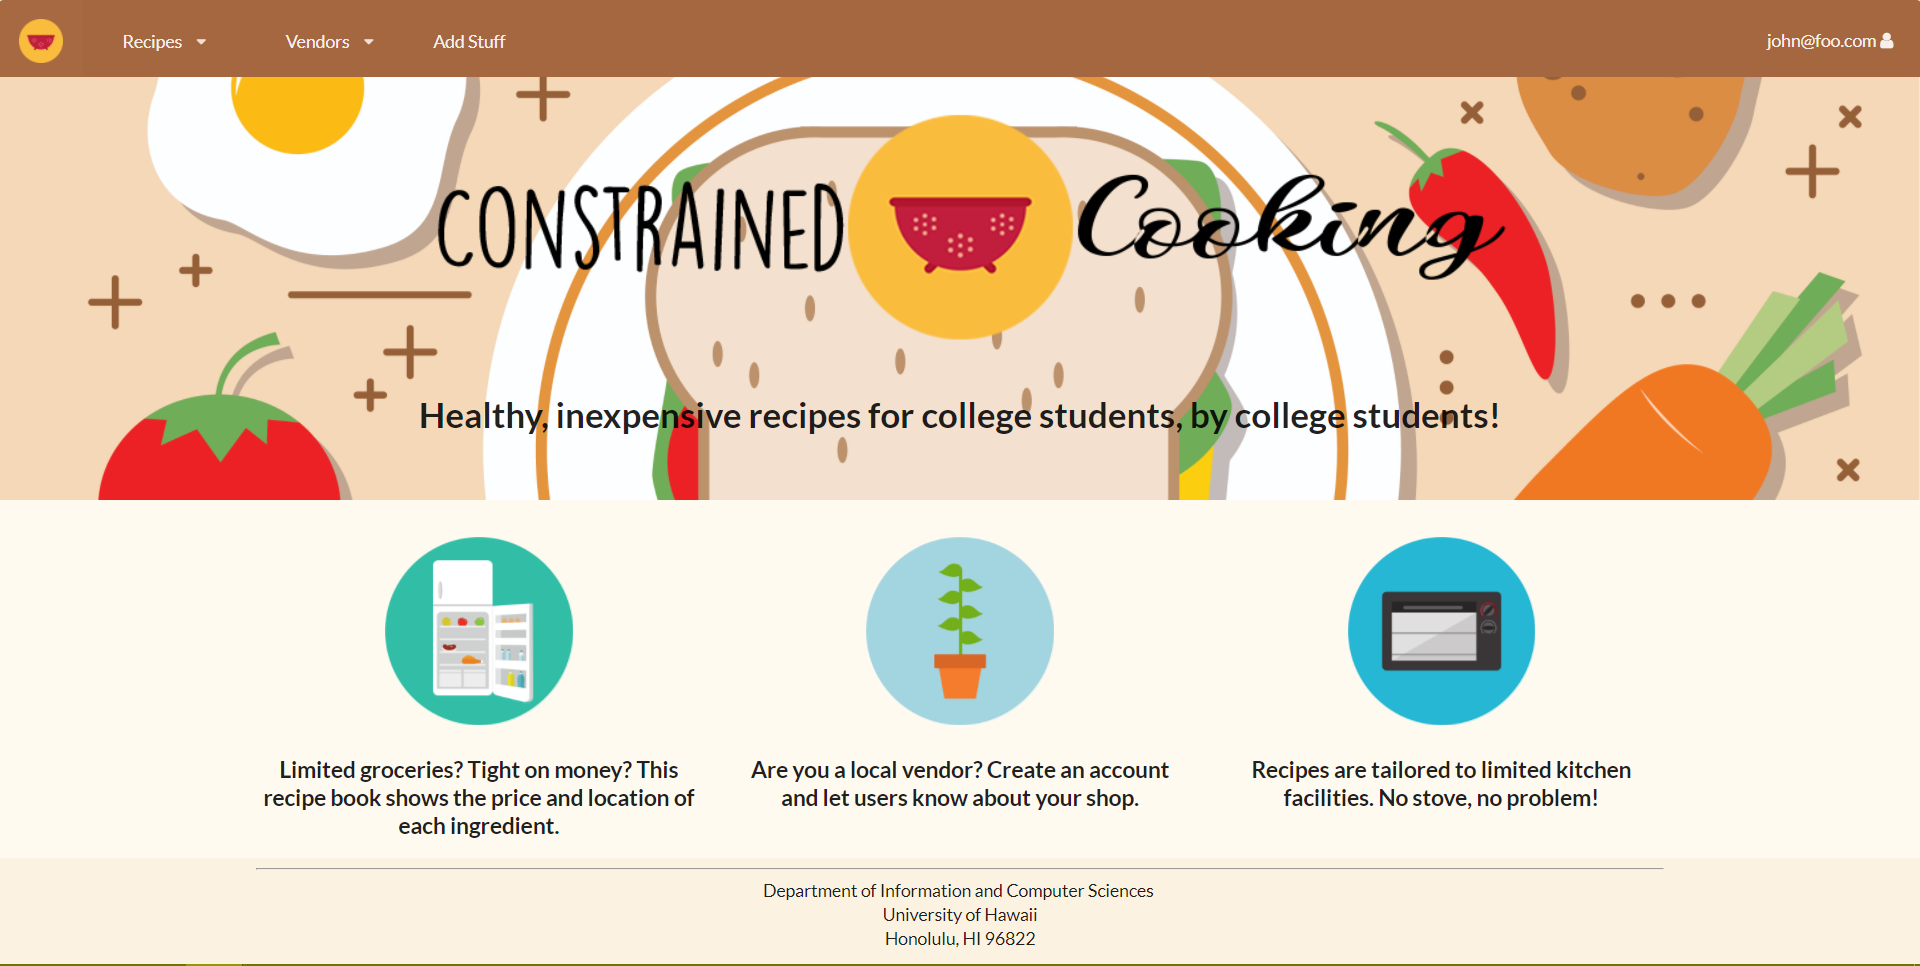 Recipes
Vendors
Add Stuff
john@foo.com
CONSTRAINED Cooking
Healthy, inexpensive recipes for college students, by college students!
Limited groceries? Tight on money? This
recipe book shows the price and location of
each ingredient.
Are you a local vendor? Create an account
and let users know about your shop.
Recipes are tailored to limited kitchen
facilities. No stove, no problem!
Department of Information and Computer Sciences
University of Hawaii
Honolulu, HI 96822